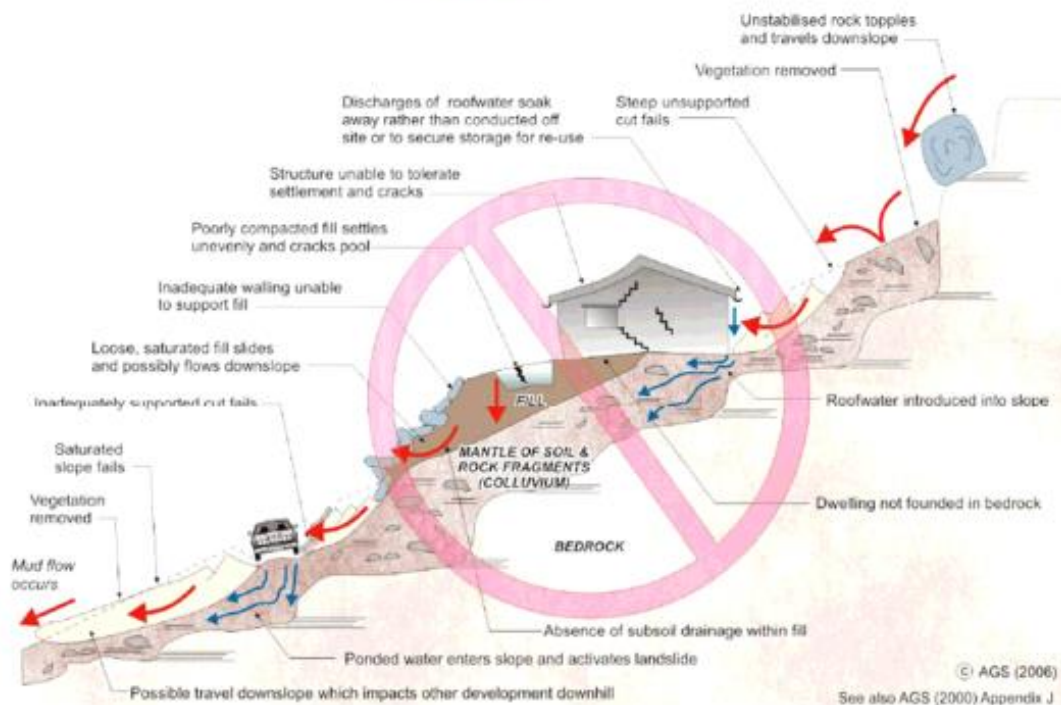 Unstabilised rock topples
and travels downslope
Vegetation removed
Discharges of roofwater soak
away rather than conducted off
site or to secure storage for re-use
Steep unsupported
cut fails
Structure unable to tolerate
settlement and cracks
Poorly compacted fill settles
unevenly and cracks pool
Inadequate walling unable
to support fill
Loose, saturated fill slides
and possibly flows downslope
Inadequately supported cut fails
Saturated
slope fails
Vegetation
removed
Mud flow
occurs
FILL
MANTLE OF SOIL &
ROCK FRAGMENTS
(COLLUVIUM)
BEDROCK
Roofwater introduced into slope
Dwelling not founded in bedrock
Absence of subsoil drainage within fill
Ponded water enters slope and activates landslide
Possible travel downslope which impacts other development downhill
© AGS (2006)
See also AGS (2000) Appendix J